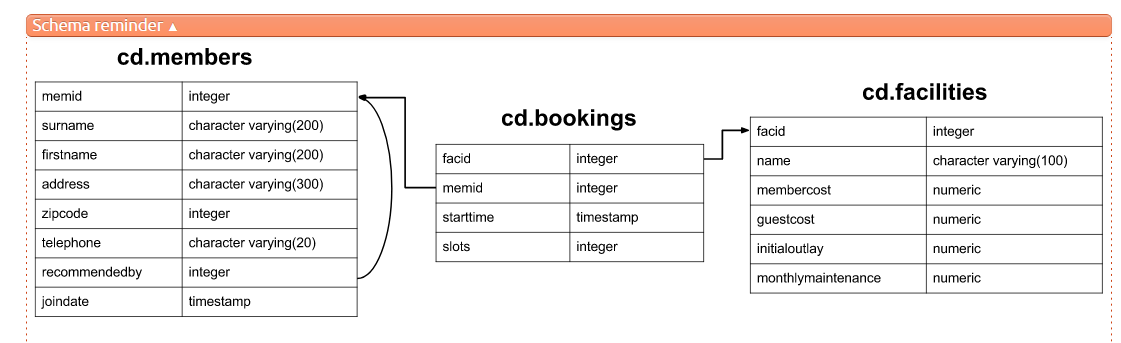 Schema reminder ▲
cd.members
memid integer
surname character varying(200)
firstname character varying(200)
address character varying(300)
zipcode integer
telephone character varying(20)
recommendedby integer
joindate timestamp
cd.bookings
facid integer
memid integer
starttime timestamp
slots integer
cd.facilities
facid integer
name character varying(100)
membercost numeric
guestcost numeric
initialoutlay numeric
monthlymaintenance numeric